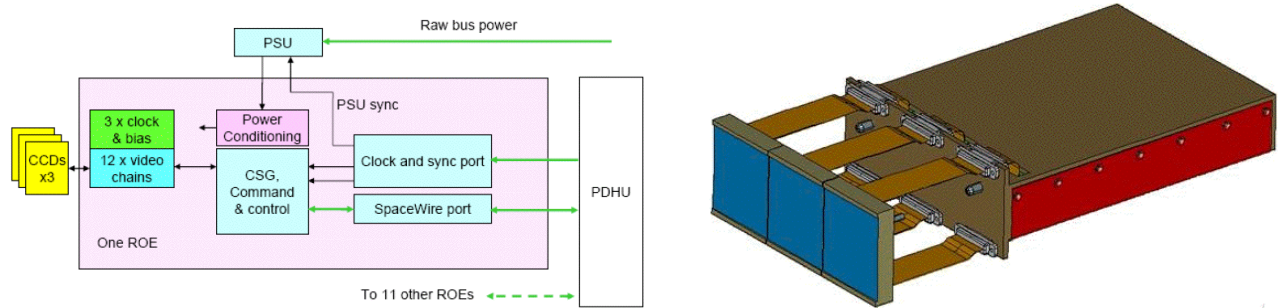 Raw bus power
PSU
PSU sync
3 x clock
& bias
Power
Conditioning
CCDs
x3
12 x video
chains
CSG,
Command
& control
Clock and sync port
SpaceWire port
PDHU
One ROE
To 11 other ROEs